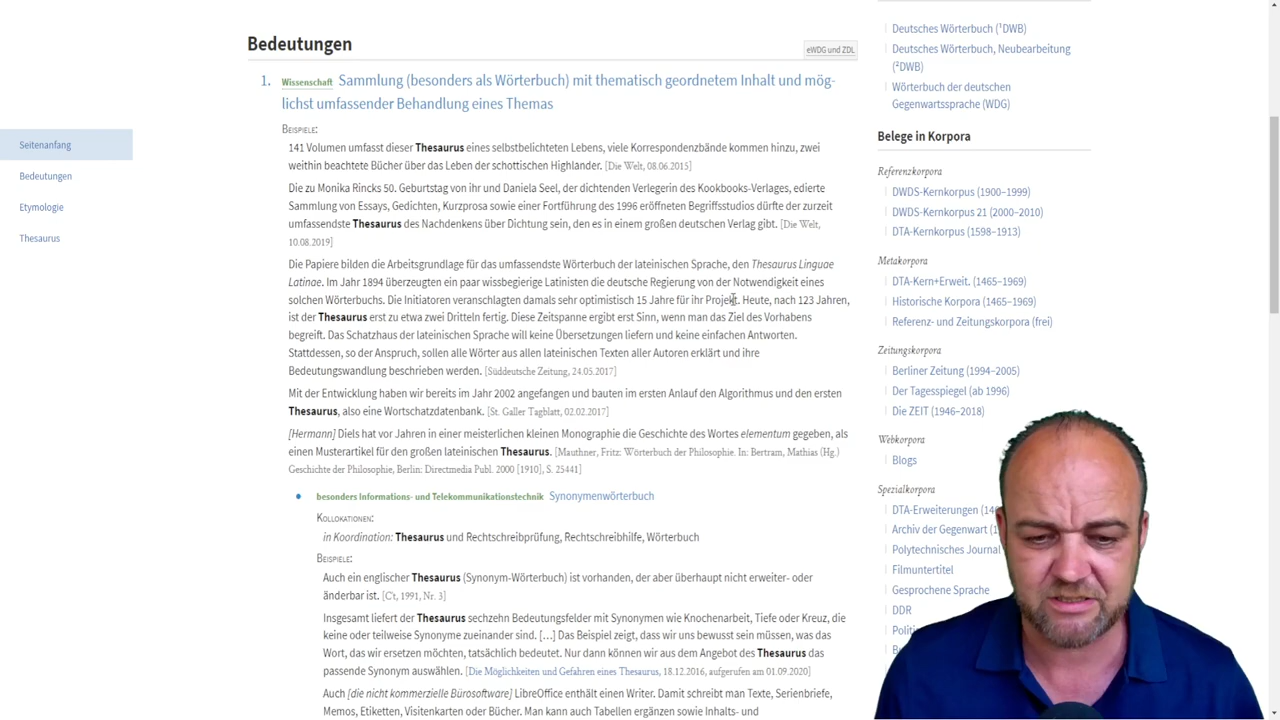 Seitenanfang
Bedeutungen
Etymologie
Thesaurus
Bedeutungen
eWDG und ZDL
1. Wissenschaft Sammlung (besonders als Wörterbuch) mit thematisch geordnetem Inhalt und mög-
lichst umfassender Behandlung eines Themas
Beispiele:
141 Volumen umfasst dieser Thesaurus eines selbstbelichteten Lebens, viele Korrespondenzbände kommen hinzu, zwei
weithin beachtete Bücher über das Leben der schottischen Highlander. [Die Welt, 08.06.2015]
Die zu Monika Rincks 50. Geburtstag von ihr und Daniela Seel, der dichtenden Verlegerin des Kookbooks-Verlages, edierte
Sammlung von Essays, Gedichten, Kurzprosa sowie einer Fortführung des 1996 eröffneten Begriffsstudios dürfte der zurzeit
umfassendste Thesaurus des Nachdenkens über Dichtung sein, den es in einem großen deutschen Verlag gibt. [Die Welt,
10.08.2019]
Die Papiere bilden die Arbeitsgrundlage für das umfassendste Wörterbuch der lateinischen Sprache, den Thesaurus Linguae
Latinae. Im Jahr 1894 überzeugten ein paar wissbegierige Latinisten die deutsche Regierung von der Notwendigkeit eines
solchen Wörterbuchs. Die Initiatoren veranschlagten damals sehr optimistisch 15 Jahre für ihr Projekt. Heute, nach 123 Jahren,
ist der Thesaurus erst zu etwa zwei Dritteln fertig. Diese Zeitspanne ergibt erst Sinn, wenn man das Ziel des Vorhabens
begreift. Das Schatzhaus der lateinischen Sprache will keine Übersetzungen liefern und keine einfachen Antworten.
Stattdessen, so der Anspruch, sollen alle Wörter aus allen lateinischen Texten aller Autoren erklärt und ihre
Bedeutungswandlung beschrieben werden. [Süddeutsche Zeitung, 24.05.2017]
Mit der Entwicklung haben wir bereits im Jahr 2002 angefangen und bauten im ersten Anlauf den Algorithmus und den ersten
Thesaurus, also eine Wortschatzdatenbank. [St. Galler Tagblatt, 02.02.2017]
[Hermann] Diels hat vor Jahren in einer meisterlichen kleinen Monographie die Geschichte des Wortes elementum gegeben, als
einen Musterartikel für den großen lateinischen Thesaurus. [Mauthner, Fritz: Wörterbuch der Philosophie. In: Bertram, Mathias (Hg.)
Geschichte der Philosophie, Berlin: Directmedia Publ. 2000 [1910], S. 25441]
besonders Informations- und Telekommunikationstechnik Synonymenwörterbuch
Kollokationen:
in Koordination: Thesaurus und Rechtschreibprüfung, Rechtschreibhilfe, Wörterbuch
Beispiele:
Auch ein englischer Thesaurus (Synonym-Wörterbuch) ist vorhanden, der aber überhaupt nicht erweiter- oder
änderbar ist. [C't, 1991, Nr. 3]
Insgesamt liefert der Thesaurus sechzehn Bedeutungsfelder mit Synonymen wie Knochenarbeit, Tiefe oder Kreuz, die
keine oder teilweise Synonyme zueinander sind. […] Das Beispiel zeigt, dass wir uns bewusst sein müssen, was das
Wort, das wir ersetzen möchten, tatsächlich bedeutet. Nur dann können wir aus dem Angebot des Thesaurus das
passende Synonym auswählen. [Die Möglichkeiten und Gefahren eines Thesaurus, 18.12.2016, aufgerufen am 01.09.2020]
Auch [die nicht kommerzielle Bürosoftware] LibreOffice enthält einen Writer. Damit schreibt man Texte, Serienbriefe,
Memos, Etiketten, Visitenkarten oder Bücher. Man kann auch Tabellen ergänzen sowie Inhalts- und
Deutsches Wörterbuch (¹DWB)
Deutsches Wörterbuch, Neubearbeitung
(²DWB)
Wörterbuch der deutschen
Gegenwartssprache (WDG)
Belege in Korpora
Referenzkorpora
DWDS-Kernkorpus (1900–1999)
DWDS-Kernkorpus 21 (2000–2010)
DTA-Kernkorpus (1598–1913)
Metakorpora
DTA-Kern+Erweit. (1465–1969)
Historische Korpora (1465–1969)
Referenz- und Zeitungskorpora (frei)
Zeitungskorpora
Berliner Zeitung (1994–2005)
Der Tagesspiegel (ab 1996)
Die ZEIT (1946–2018)
Webkorpora
Blogs
Spezialkorpora
DTA-Erweiterungen
Archiv der Gegenwart
Polytechnisches Journal
Filmuntertitel
Gesprochene Sprache
DDR